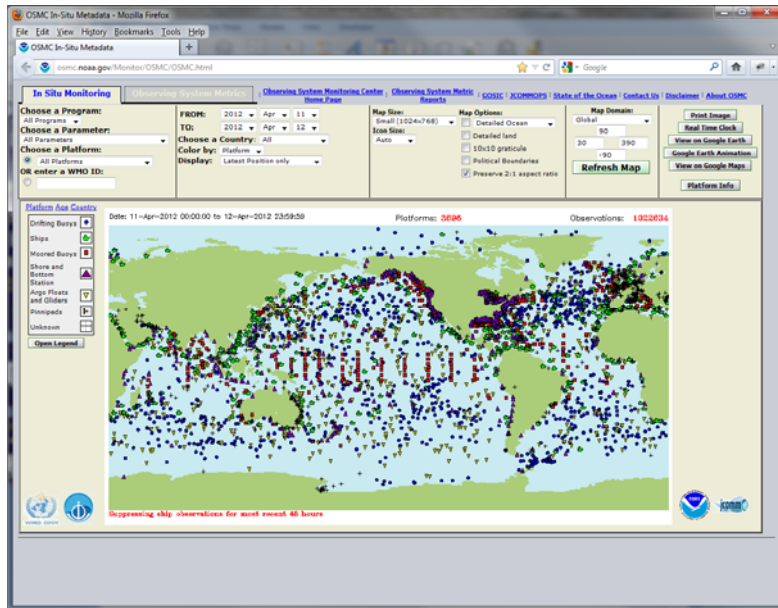 OSMC In-Situ Metadata - Mozilla Firefox
File Edit View History Bookmarks Tools Help
OSMC In-Situ Metadata +
osmc.noaa.gov/Monitor/OSMC/OSMC.html
Google
In Situ Monitoring
Observing System Metrics
Observing System Monitoring Center Home Page
Observing System Metric Reports
GOSIC | JCOMMOPS | State of the Ocean | Contact Us | Disclaimer | About OSMC
Choose a Program:
All Programs
Choose a Parameter:
All Parameters
Choose a Platform:
All Platforms
OR enter a WMO ID:
FROM: 2012 Apr 11
TO: 2012 Apr 12
Choose a Country: All
Color by: Platform
Display: Latest Position only
Map Size:
Small (1024x768)
Icon Size:
Auto
Map Options:
Detailed Ocean
Detailed land
10x10 graticule
Political Boundaries
Preserve 2:1 aspect ratio
Map Domain:
Global
90
30 390
-90
Refresh Map
Print Image
Real Time Clock
View on Google Earth
Google Earth Animation
View on Google Maps
Platform Info
Platform Age Country
Drifting Buoys
Ships
Moored Buoys
Shore and
Bottom
Station
Argo Floats
and Gliders
Pinnipeds
Unknown
Open Legend
Date: 11-Apr-2012 00:00:00 to 12-Apr-2012 23:59:59
Platforms: 3696
Observations: 1022634
Suppressing ship observations for most recent 48 hours
jcomm